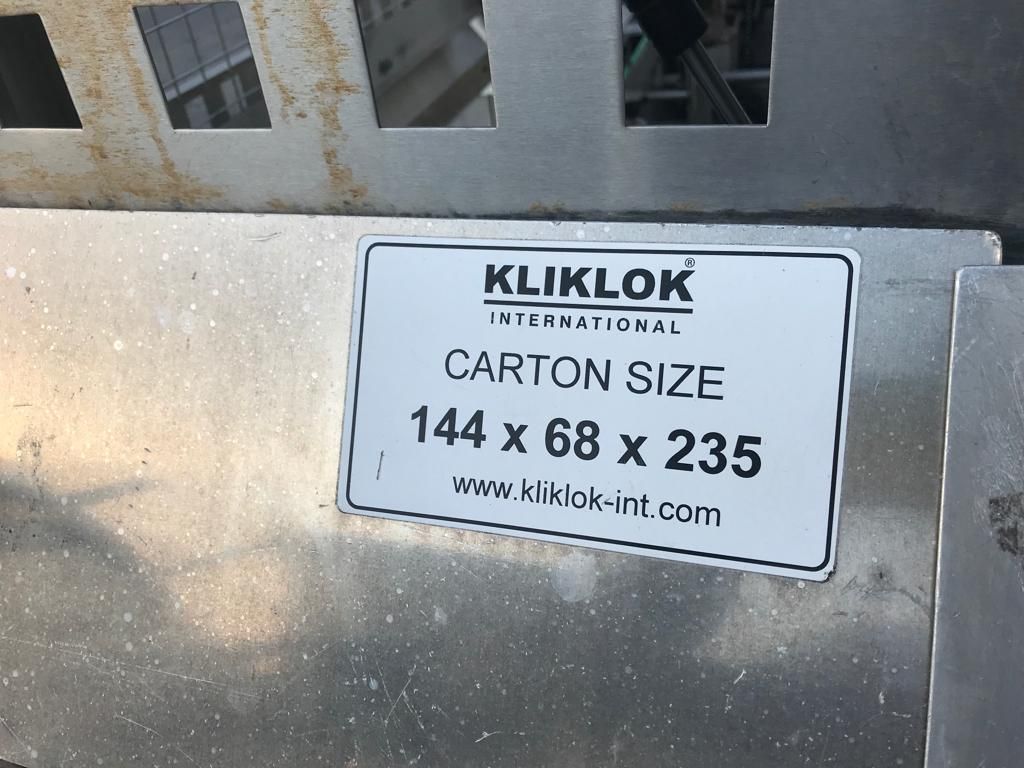 KLIKLOK®
INTERNATIONAL
CARTON SIZE
144 x 68 x 235
www.kliklok-int.com